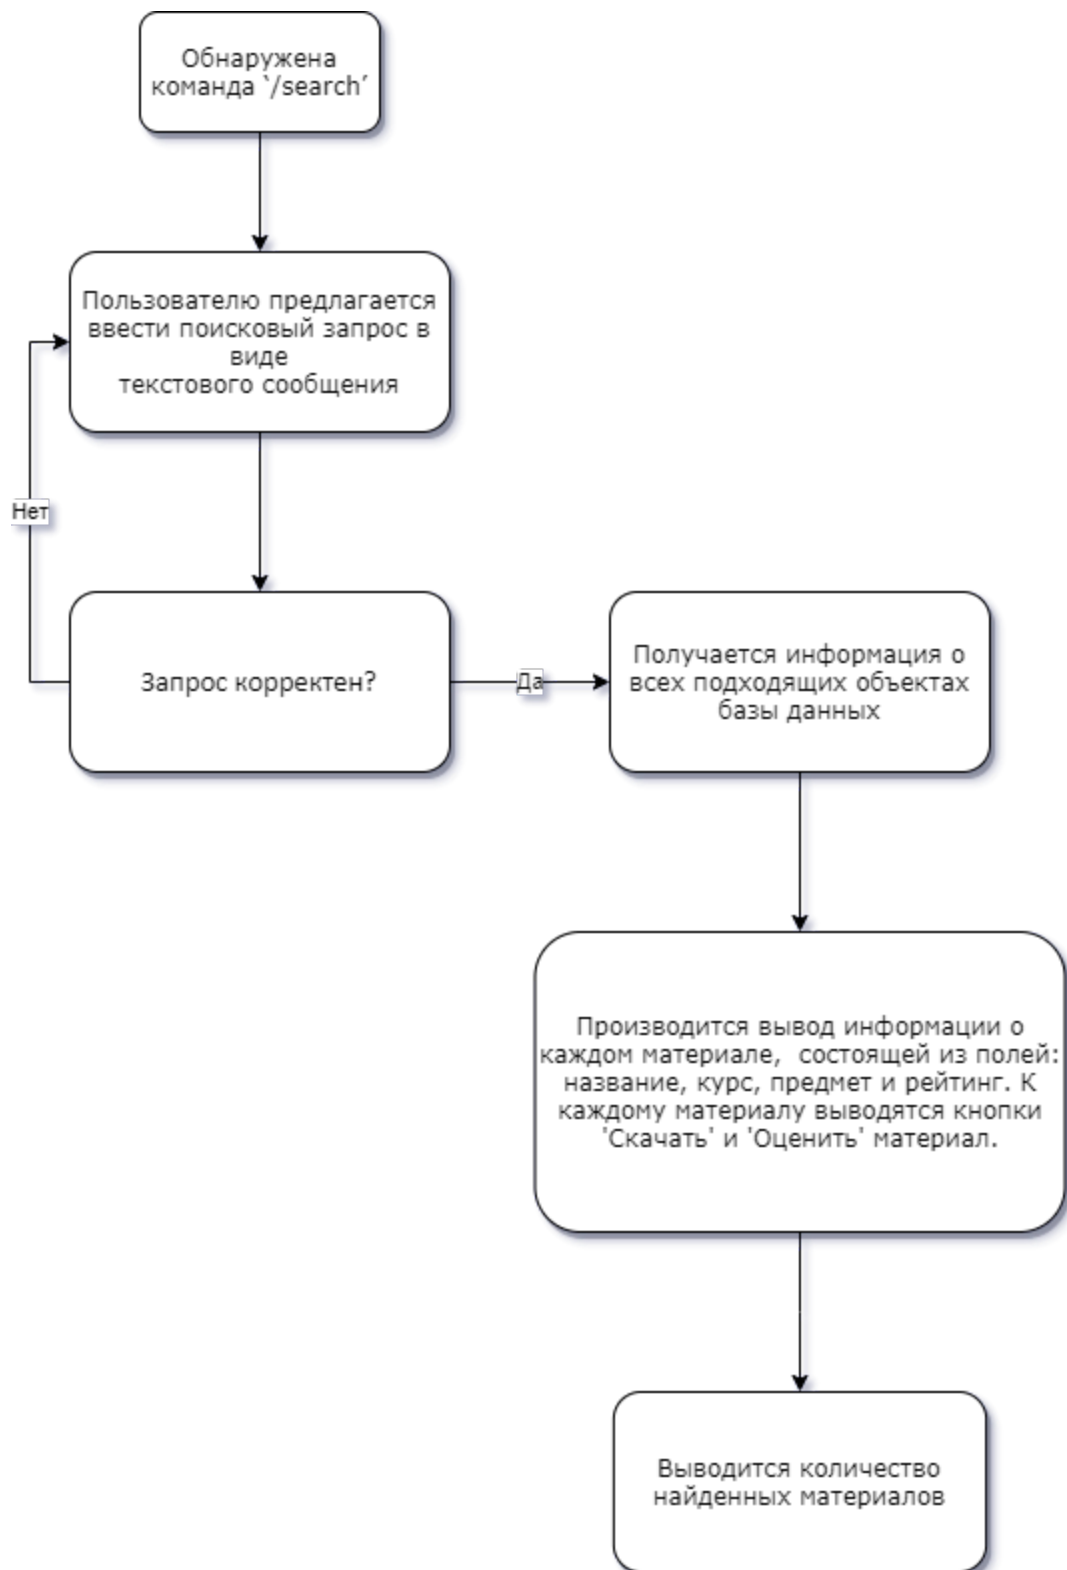 Обнаружена
команда ‘/search’
Пользователю предлагается
ввести поисковый запрос в
виде
текстового сообщения
Нет
Запрос корректен?
Да
Получается информация о
всех подходящих объектах
базы данных
Производится вывод информации о
каждом материале,  состоящей из полей:
название, курс, предмет и рейтинг. К
каждому материалу выводятся кнопки
'Скачать' и 'Оценить' материал.
Выводится количество
найденных материалов